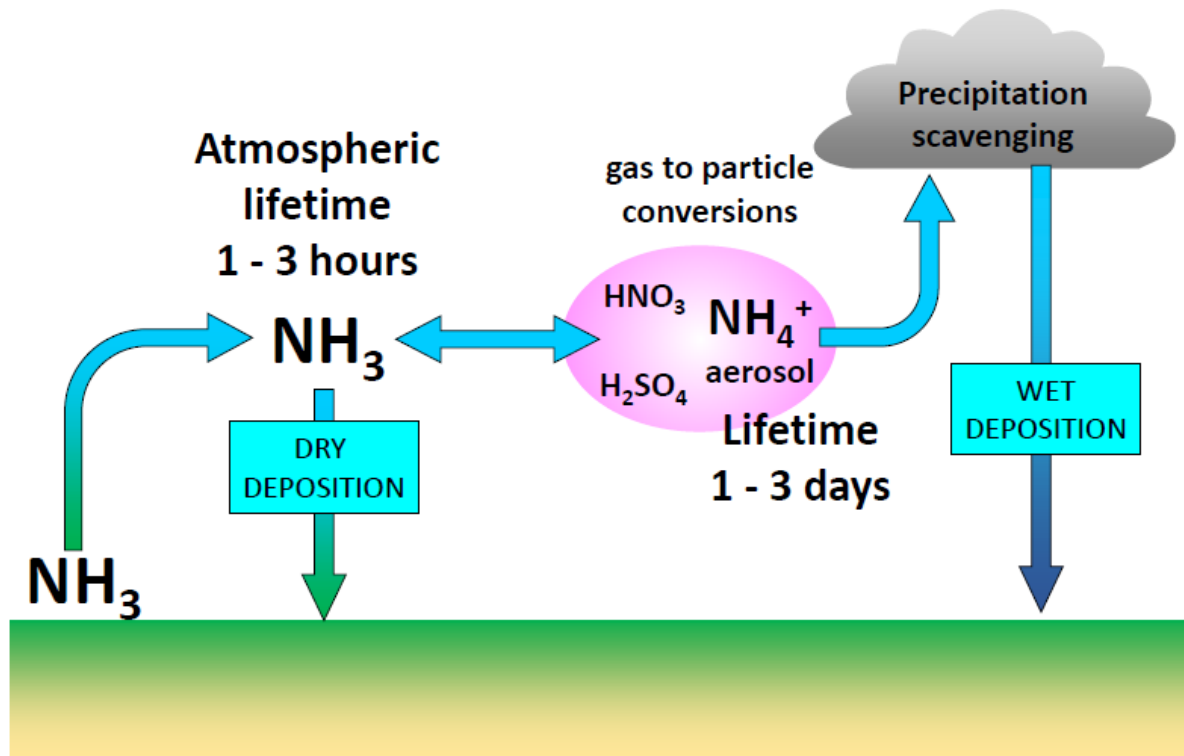 Atmospheric
lifetime
1 - 3 hours
NH₃
NH₃
DRY
DEPOSITION
gas to particle
conversions
HNO₃
H₂SO₄
NH₄⁺
aerosol
Lifetime
1 - 3 days
Precipitation
scavenging
WET
DEPOSITION